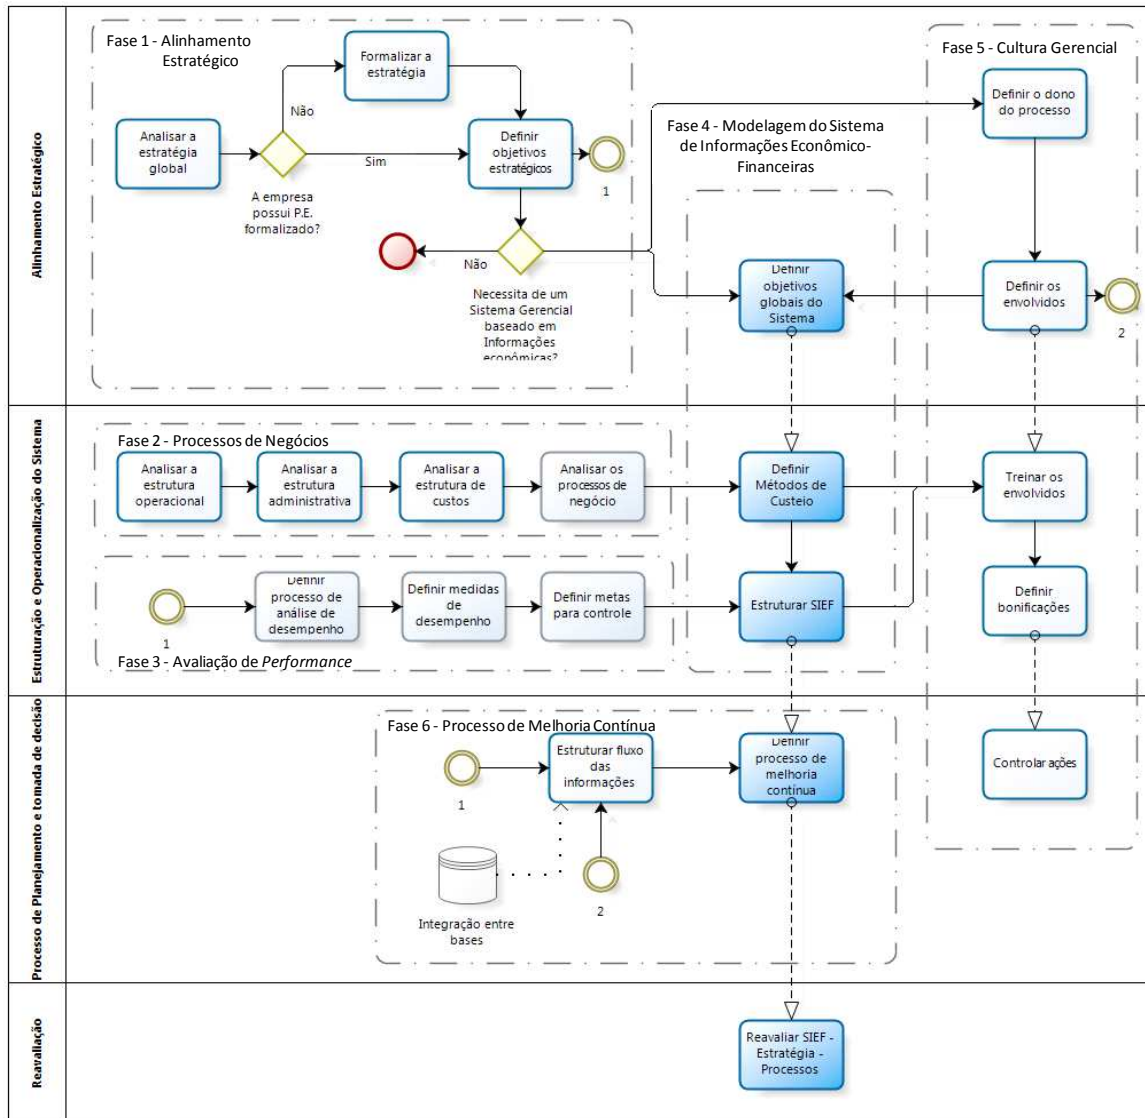 Alinhamento Estratégico
Fase 1 - Alinhamento
Estratégico
Formalizar a
estratégia
Não
Analisar a
estratégia
global
Sim
A empresa
possui P.E.
formalizado?
Definir
objetivos
estratégicos
1
Não
Necessita de um
Sistema Gerencial
baseado em
Informações
econômicas?
Fase 4 - Modelagem do Sistema
de Informações Econômico-
Financeiras
Definir
objetivos
globais do
Sistema
Fase 5 - Cultura Gerencial
Definir o dono
do processo
Definir os
envolvidos
2
Estruturação e Operacionalização do Sistema
Fase 2 - Processos de Negócios
Analisar a
estrutura
operacional
Analisar a
estrutura
administrativa
Analisar a
estrutura de
custos
Analisar os
processos de
negócio
Definir
Métodos de
Custeio
Treinar os
envolvidos
1
Definir
processo de
análise de
desempenho
Definir medidas
de
desempenho
Definir metas
para controle
Estruturar SIEF
Definir
bonificações
Fase 3 - Avaliação de Performance
Processo de Planejamento e tomada de decisão
Fase 6 - Processo de Melhoria Contínua
1
Estruturar fluxo
das
informações
Definir
processo de
melhoria
contínua
Controlar ações
Integração entre
bases
2
Reavaliação
Reavaliar SIEF -
Estratégia -
Processos